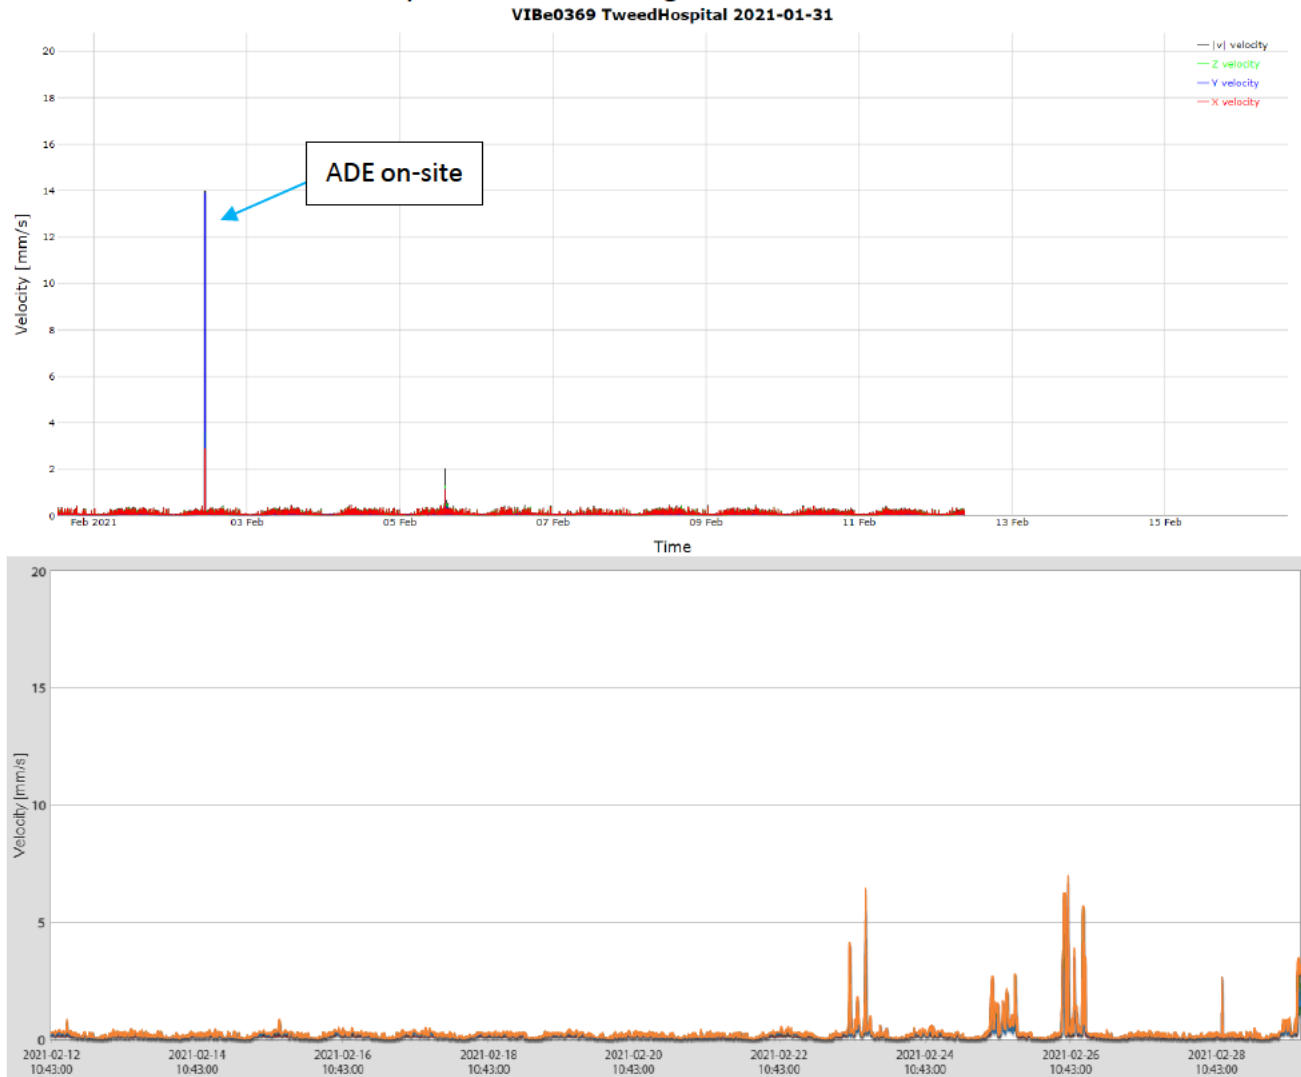 VIBe0369 TweedHospital 2021-01-31
|v| velocity
Z velocity
Y velocity
X velocity
ADE on-site
Velocity [mm/s]
20
18
16
14
12
10
8
6
4
2
0
Feb 2021 03 Feb 05 Feb 07 Feb 09 Feb 11 Feb 13 Feb 15 Feb
Time
Velocity [mm/s]
20
15
10
5
0
2021-02-12 2021-02-14 2021-02-16 2021-02-18 2021-02-20 2021-02-22 2021-02-24 2021-02-26 2021-02-28
10:43:00 10:43:00 10:43:00 10:43:00 10:43:00 10:43:00 10:43:00 10:43:00 10:43:00